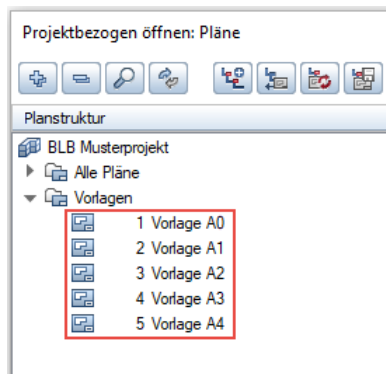 Projektbezogen öffnen: Pläne
Planstruktur
BLB Musterprojekt
Alle Pläne
Vorlagen
1 Vorlage A0
2 Vorlage A1
3 Vorlage A2
4 Vorlage A3
5 Vorlage A4